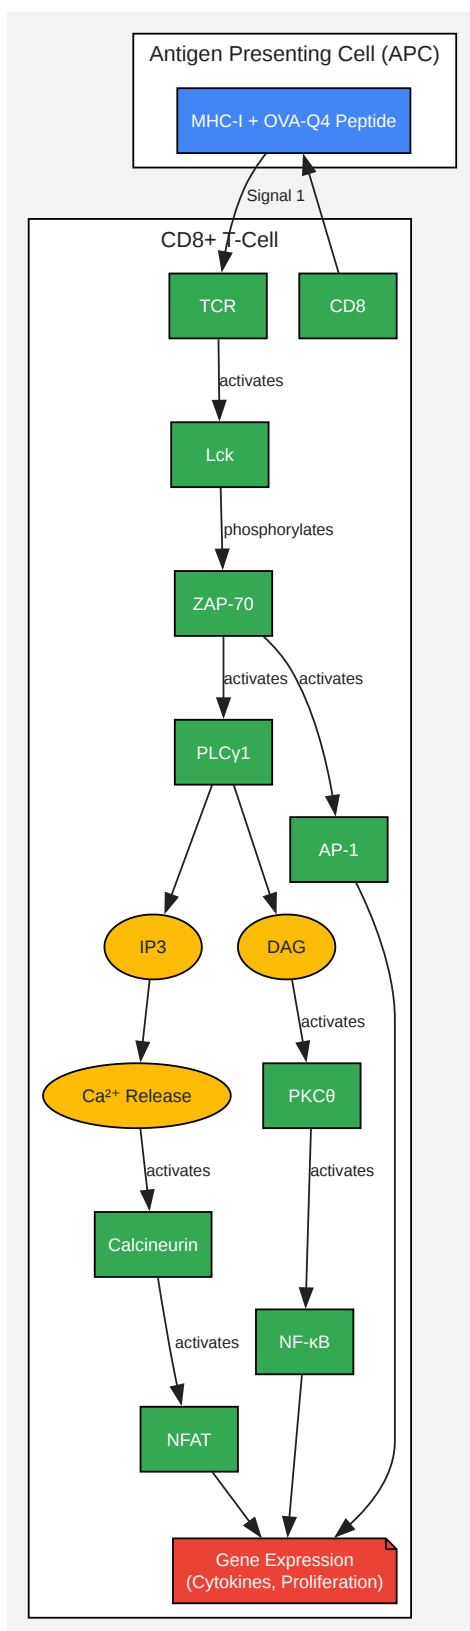 Antigen Presenting Cell (APC)
MHC-I + OVA-Q4 Peptide
Signal 1
CD8+ T-Cell
TCR
CD8
activates
Lck
phosphorylates
ZAP-70
activates
activates
PLCγ1
AP-1
IP3
DAG
activates
Ca²⁺ Release
PKCθ
activates
activates
Calcineurin
NF-κB
activates
NFAT
Gene Expression
(Cytokines, Proliferation)